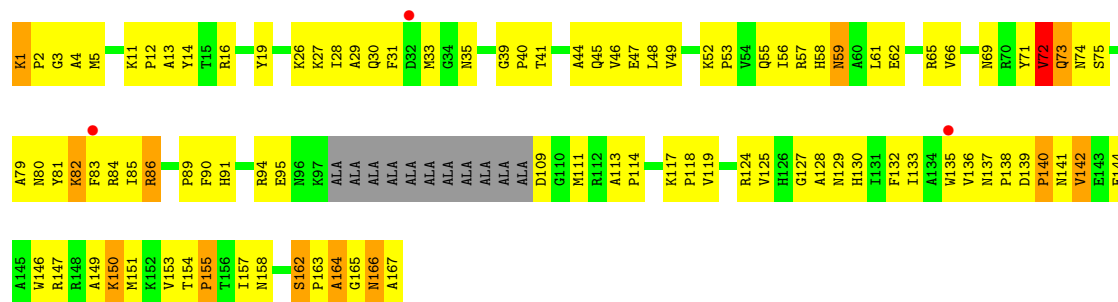 K1 P2 G3 A4 M5 K11 P12 A13 Y14 T15 R16 Y19 K26 K27 I28 A29 Q30 F31 D32 M33 G34 N35 G39 P40 T41 A44 Q45 V46 E47 L48 V49 K52 P53 V54 Q55 I56 R57 H58 N59 A60 L61 E62 R65 V66 N69 R70 Y71 V72 Q73 N74 S75
A79 N80 Y81 K82 F83 R84 I85 R86 P89 F90 H91 R94 E95 N96 K97 ALA ALA ALA ALA ALA ALA ALA ALA ALA ALA ALA D109 G110 M111 R112 A113 P114 K117 P118 V119 R124 V125 H126 G127 A128 N129 H130 I131 F132 I133 A134 W135 V136 N137 P138 D139 P140 N141 V142 E143 E144
A145 W146 R147 R148 A149 K150 M151 K152 V153 T154 P155 T156 I157 N158 S162 P163 A164 G165 N166 A167